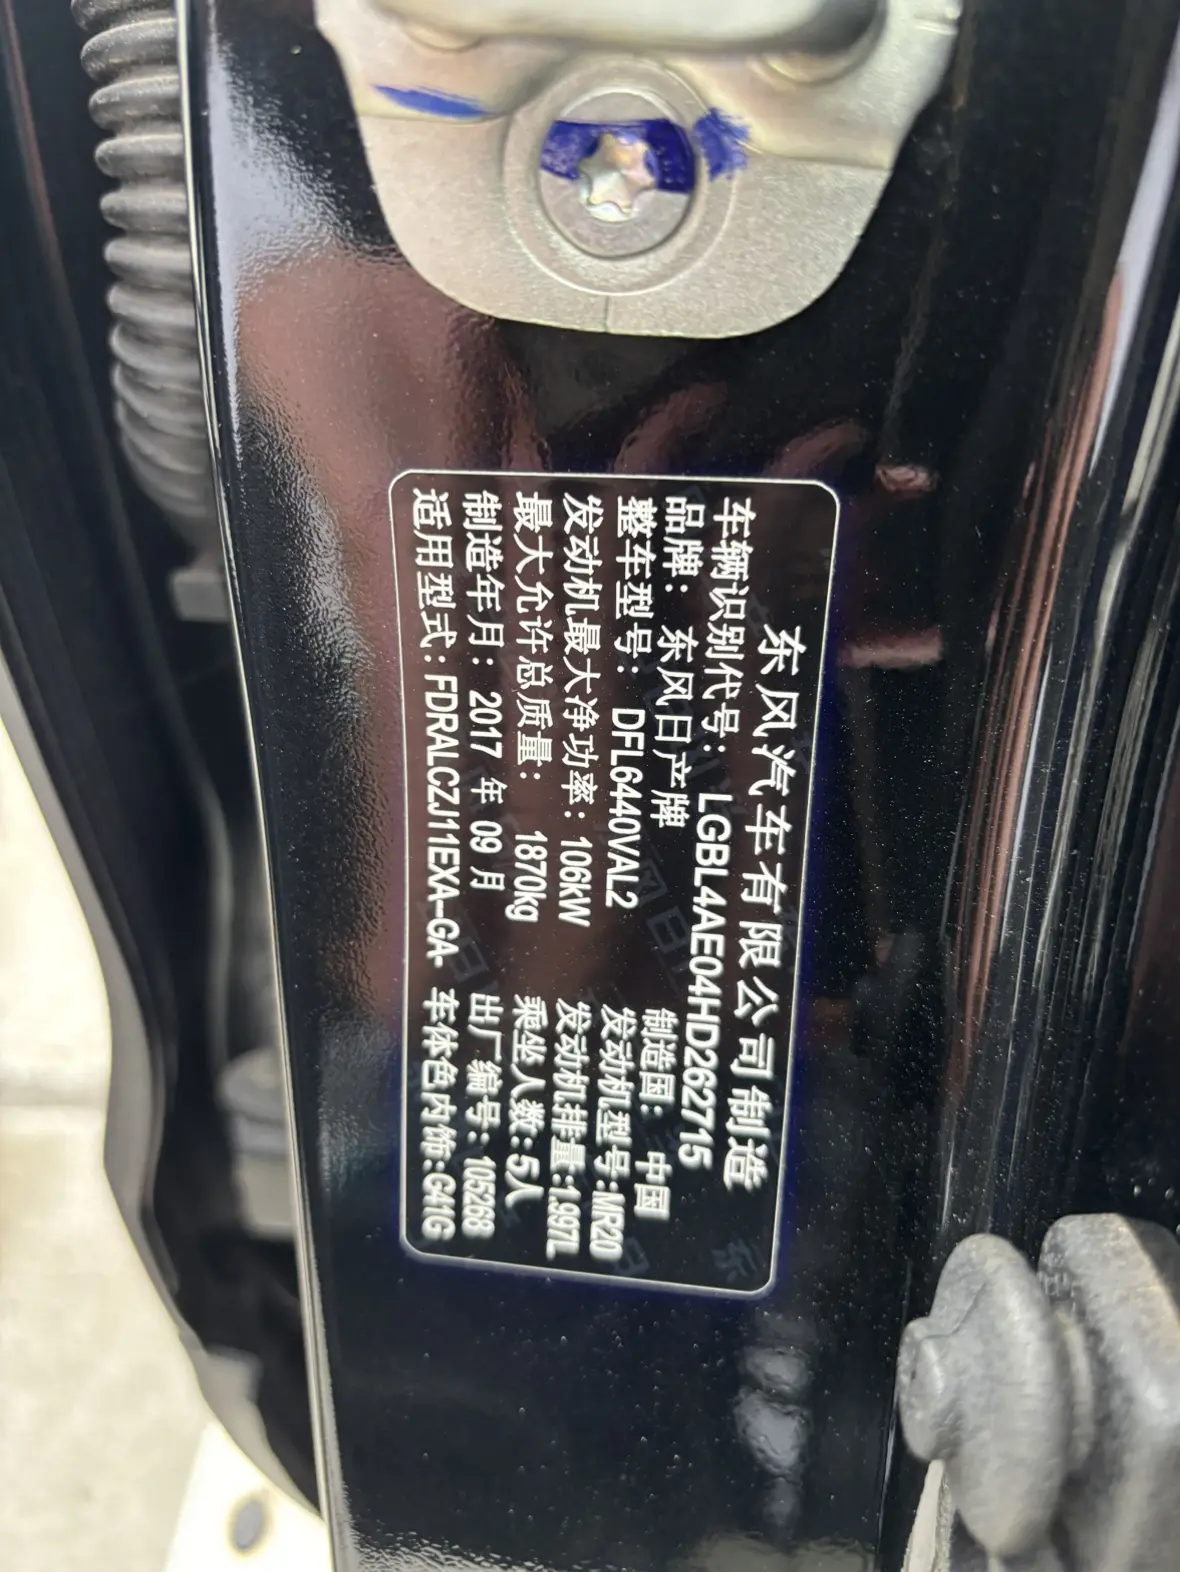 东风汽车有限公司制造
车辆识别代号：LGBL4AE04HD262715
品牌：东风日产牌 制造国：中国
整车型号：DFL6440VAL2 发动机型号：MR20
发动机最大净功率：106kW 发动机排量：1.997L
最大允许总质量：1870kg 乘坐人数：5人
制造年月：2017 年 09 月 出厂编号：105268
适用型式：FDRALCZJ11EXA-GA- 车体色内饰：G41G